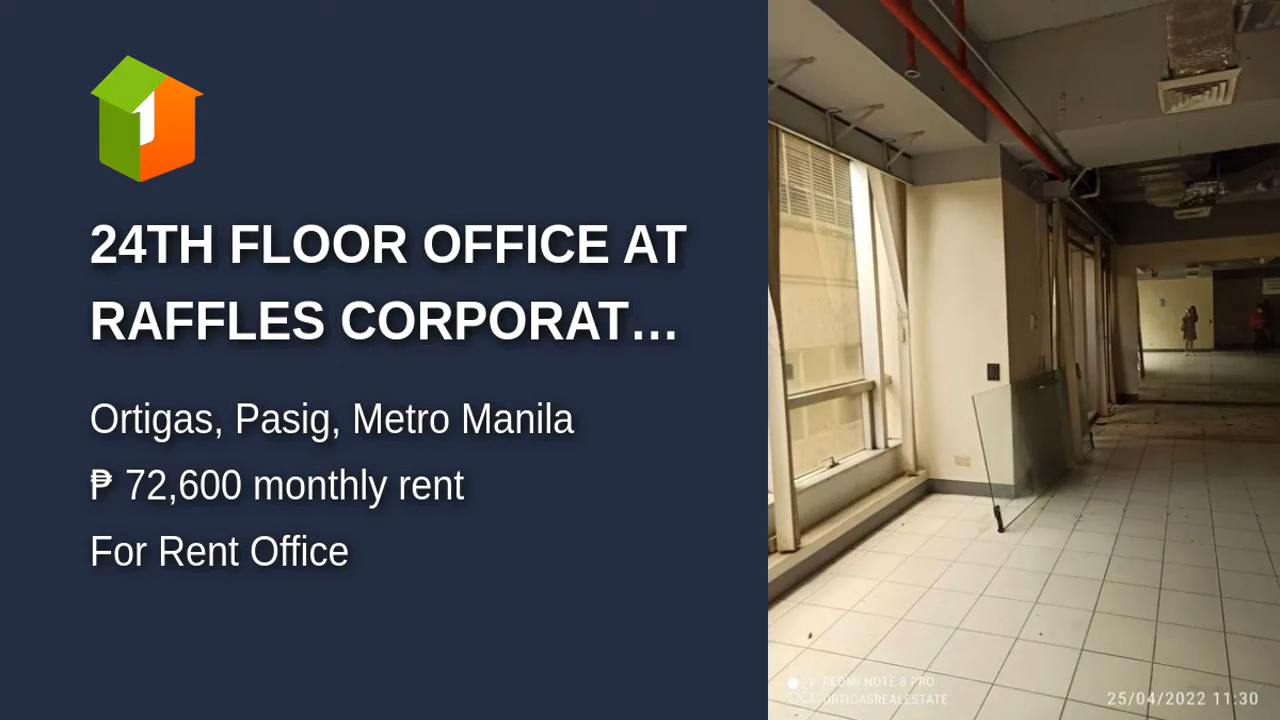 24TH FLOOR OFFICE AT
RAFFLES CORPORAT…
Ortigas, Pasig, Metro Manila
₱ 72,600 monthly rent
For Rent Office
REDMI NOTE 8 PRO
ORTIGASREALESTATE
25/04/2022 11:30